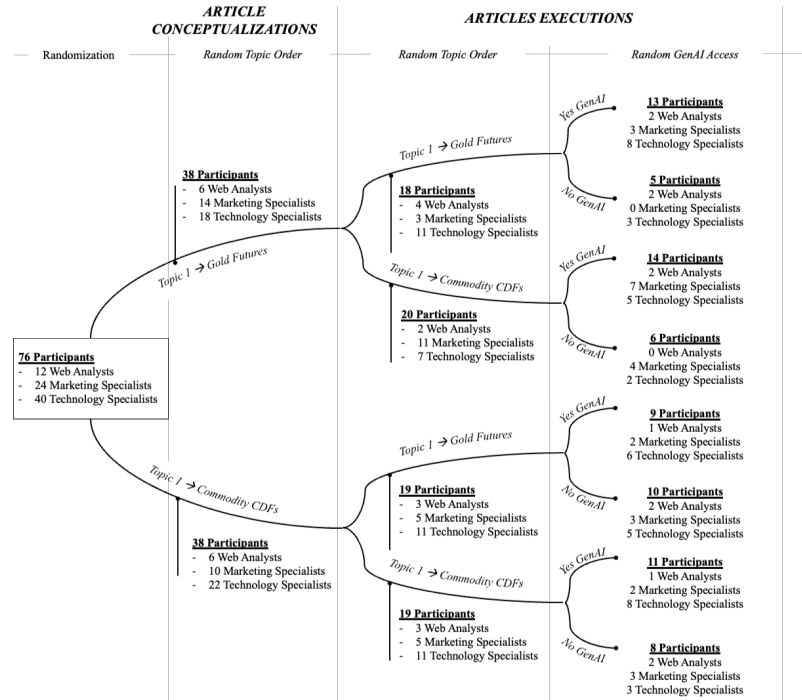 ARTICLE
CONCEPTUALIZATIONS
ARTICLES EXECUTIONS
Randomization
Random Topic Order
Random Topic Order
Random GenAI Access
76 Participants
- 12 Web Analysts
- 24 Marketing Specialists
- 40 Technology Specialists
Topic 1 → Gold Futures
38 Participants
- 6 Web Analysts
- 14 Marketing Specialists
- 18 Technology Specialists
Topic 1 → Commodity CDFs
38 Participants
- 6 Web Analysts
- 10 Marketing Specialists
- 22 Technology Specialists
Topic 1 → Gold Futures
18 Participants
- 4 Web Analysts
- 3 Marketing Specialists
- 11 Technology Specialists
Topic 1 → Commodity CDFs
20 Participants
- 2 Web Analysts
- 11 Marketing Specialists
- 7 Technology Specialists
Topic 1 → Gold Futures
19 Participants
- 3 Web Analysts
- 5 Marketing Specialists
- 11 Technology Specialists
Topic 1 → Commodity CDFs
19 Participants
- 3 Web Analysts
- 5 Marketing Specialists
- 11 Technology Specialists
Yes GenAI
13 Participants
2 Web Analysts
3 Marketing Specialists
8 Technology Specialists
No GenAI
5 Participants
2 Web Analysts
0 Marketing Specialists
3 Technology Specialists
Yes GenAI
14 Participants
2 Web Analysts
7 Marketing Specialists
5 Technology Specialists
No GenAI
6 Participants
0 Web Analysts
4 Marketing Specialists
2 Technology Specialists
Yes GenAI
9 Participants
1 Web Analysts
2 Marketing Specialists
6 Technology Specialists
No GenAI
10 Participants
2 Web Analysts
3 Marketing Specialists
5 Technology Specialists
Yes GenAI
11 Participants
1 Web Analysts
2 Marketing Specialists
8 Technology Specialists
No GenAI
8 Participants
2 Web Analysts
3 Marketing Specialists
3 Technology Specialists